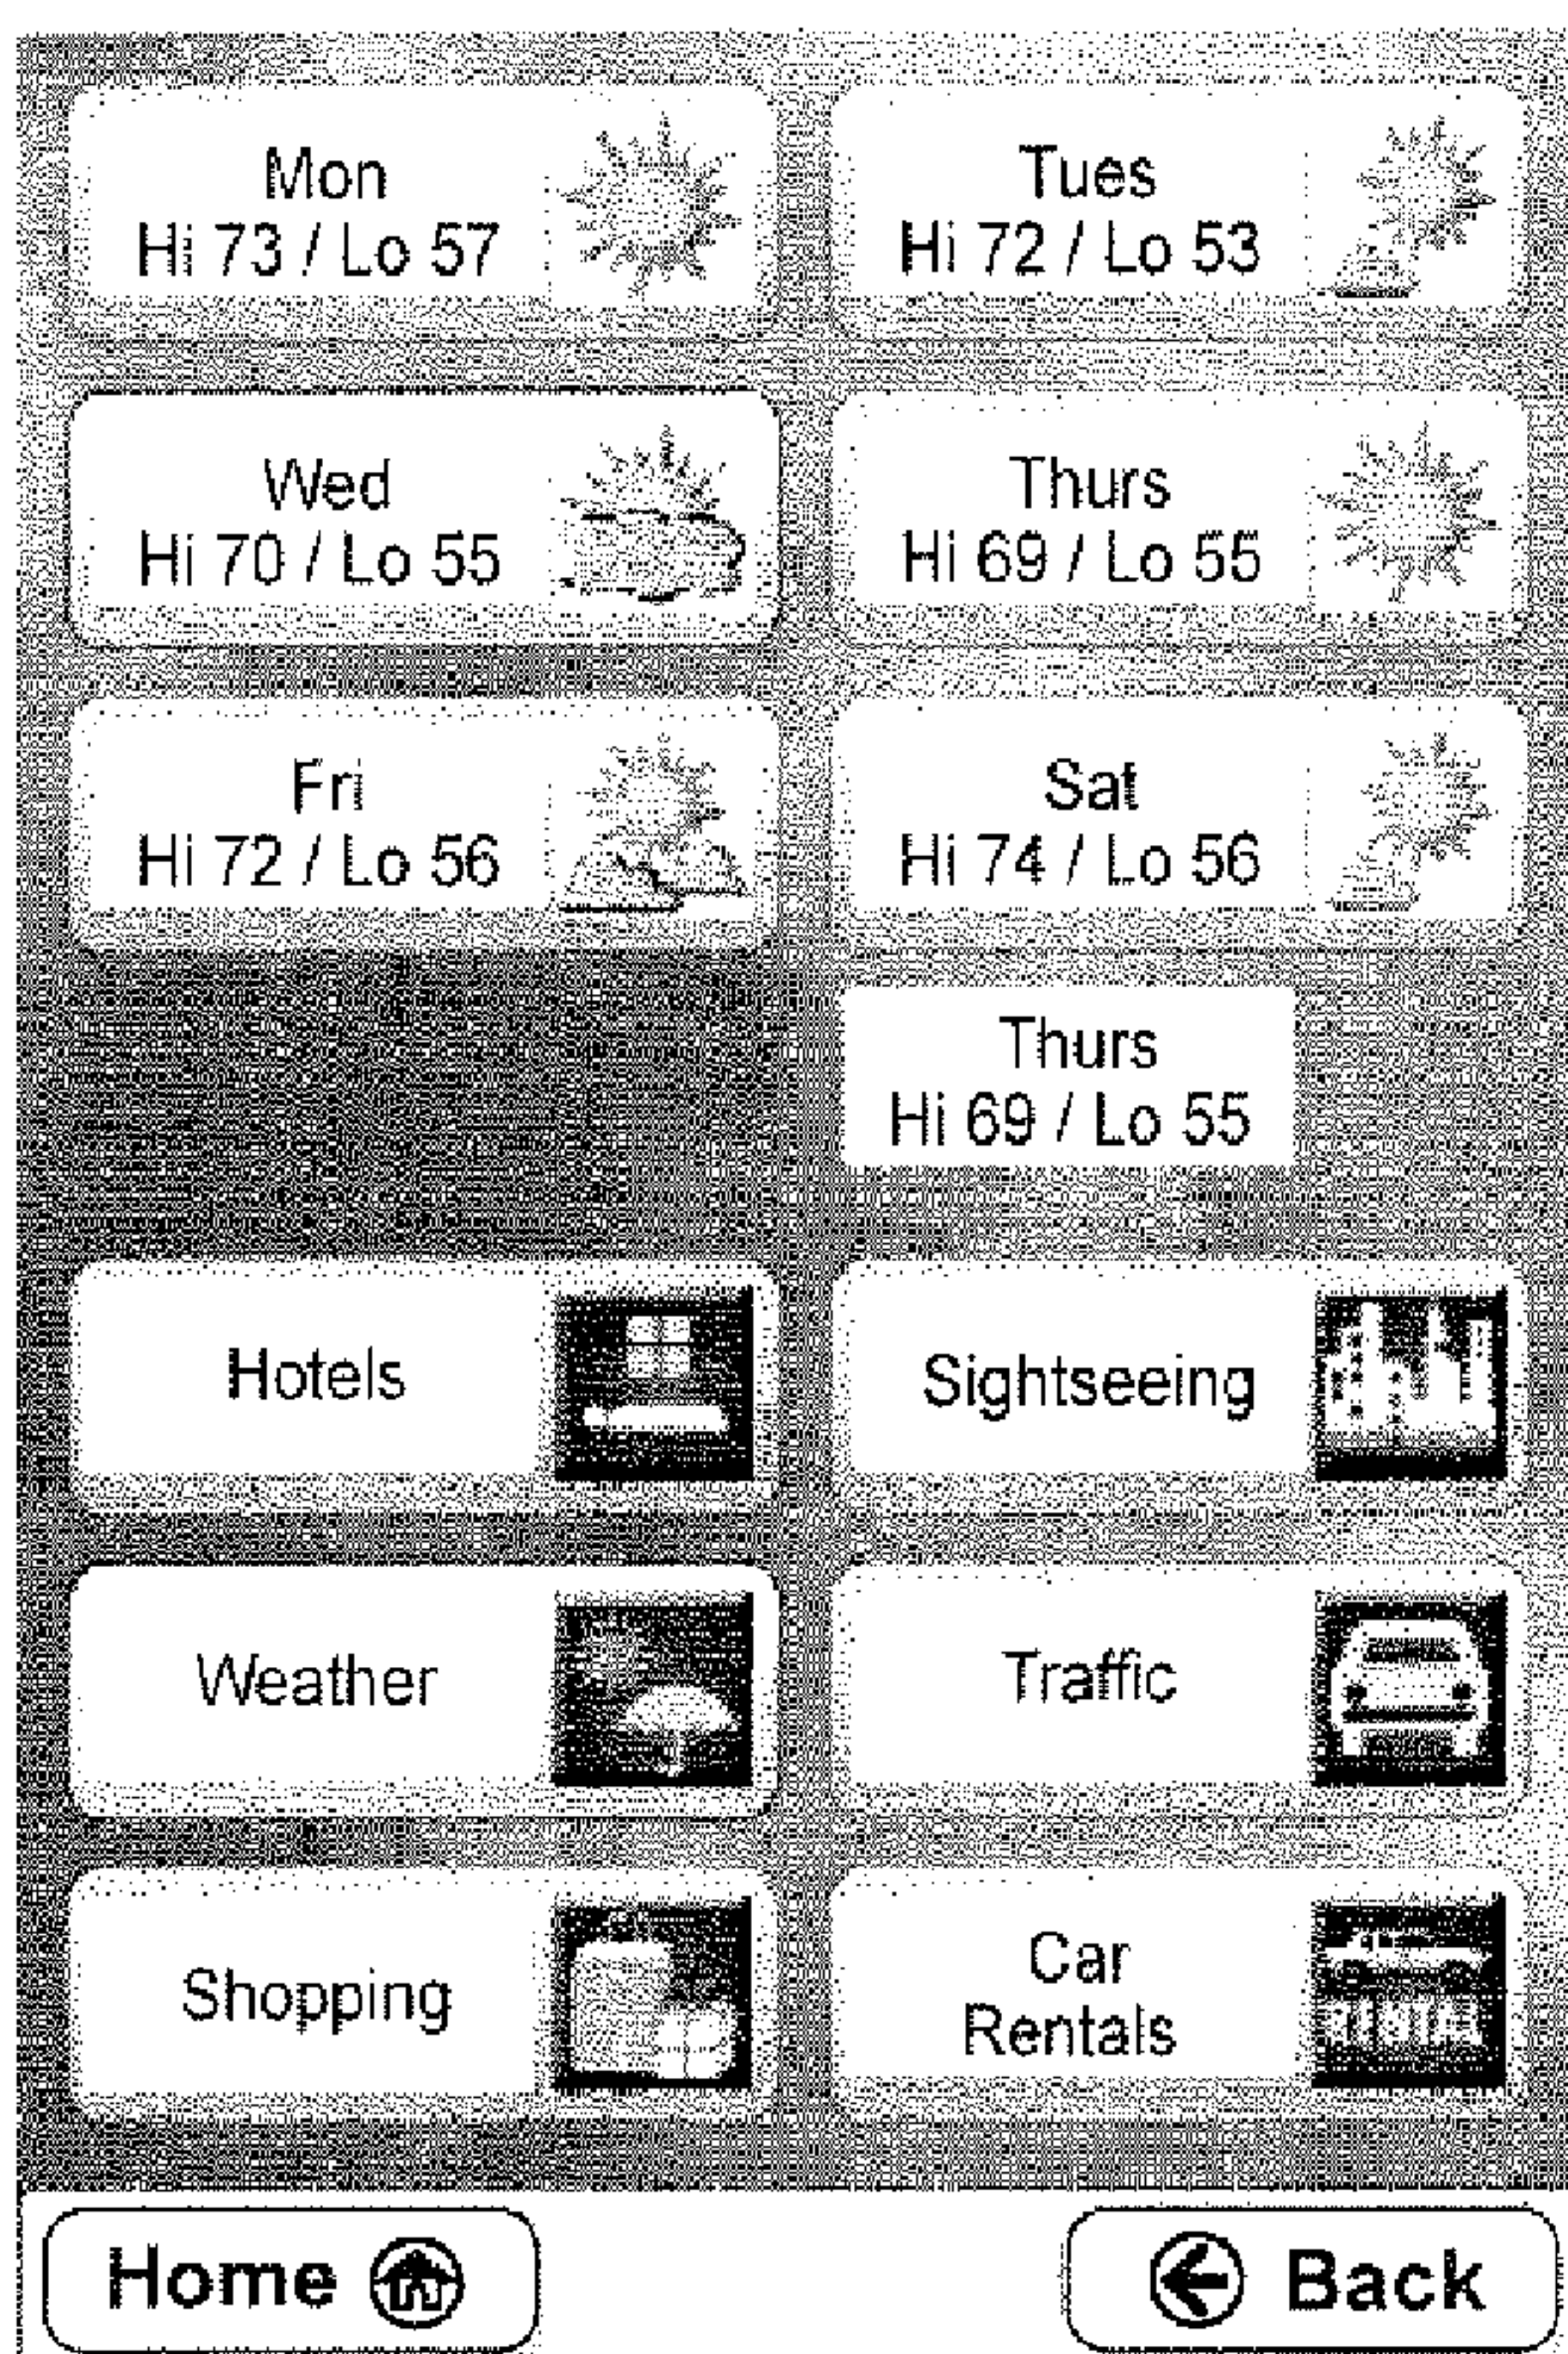 Mon
Hi 73 / Lo 57
Tues
Hi 72 / Lo 53
Wed
Hi 70 / Lo 55
Thurs
Hi 69 / Lo 55
Fri
Hi 72 / Lo 56
Sat
Hi 74 / Lo 56
Thurs
Hi 69 / Lo 55
Hotels
Sightseeing
Weather
Traffic
Shopping
Car
Rentals
RENTAL
Home
Back